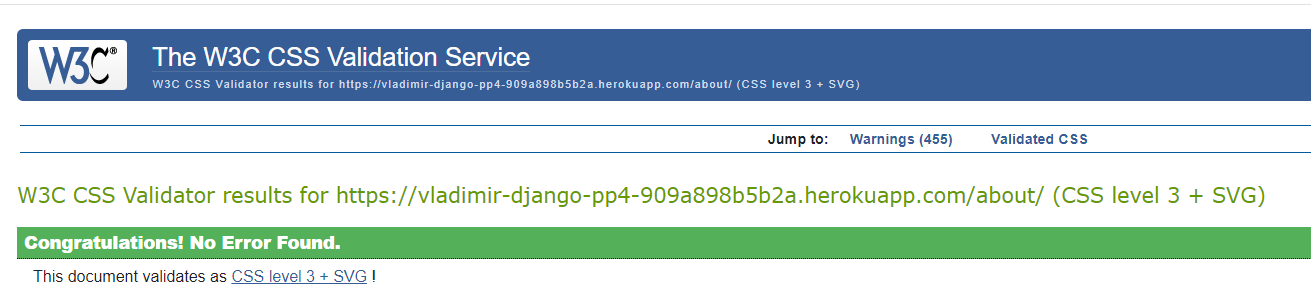 W3C®
The W3C CSS Validation Service
W3C CSS Validator results for https://vladimir-django-pp4-909a898b5b2a.herokuapp.com/about/ (CSS level 3 + SVG)
Jump to: Warnings (455) Validated CSS
W3C CSS Validator results for https://vladimir-django-pp4-909a898b5b2a.herokuapp.com/about/ (CSS level 3 + SVG)
Congratulations! No Error Found.
This document validates as CSS level 3 + SVG !